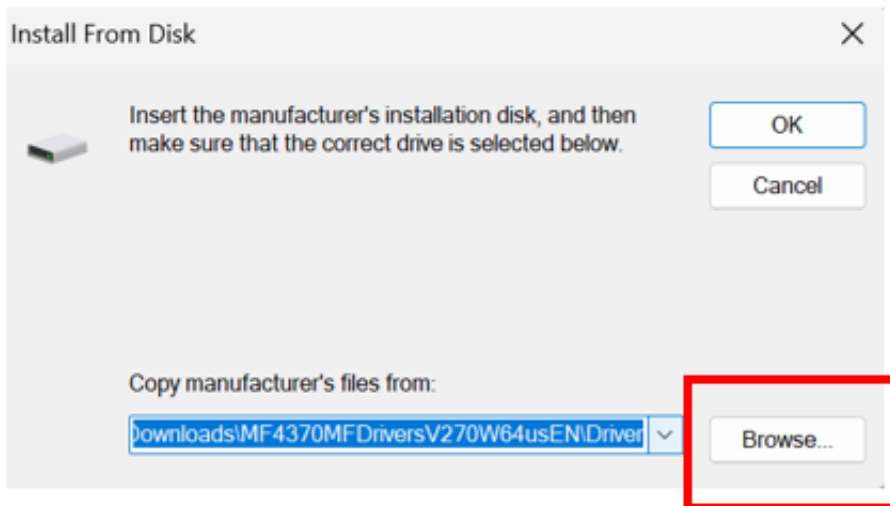 Install From Disk
Insert the manufacturer's installation disk, and then
make sure that the correct drive is selected below.
OK
Cancel
Copy manufacturer's files from:
Downloads\MF4370MFDriversV270W64usEN\Driver
Browse...